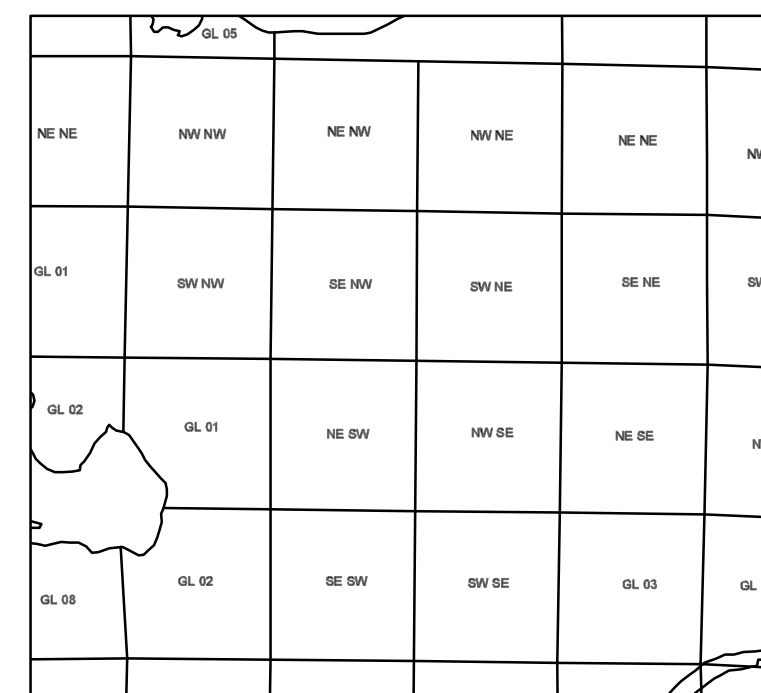 GL 05
NE NE
NW NW
NE NW
NW NE
NE NE
GL 01
SW NW
SE NW
SW NE
SE NE
GL 02
GL 01
NE SW
NW SE
NE SE
GL 08
GL 02
SE SW
SW SE
GL 03
GL